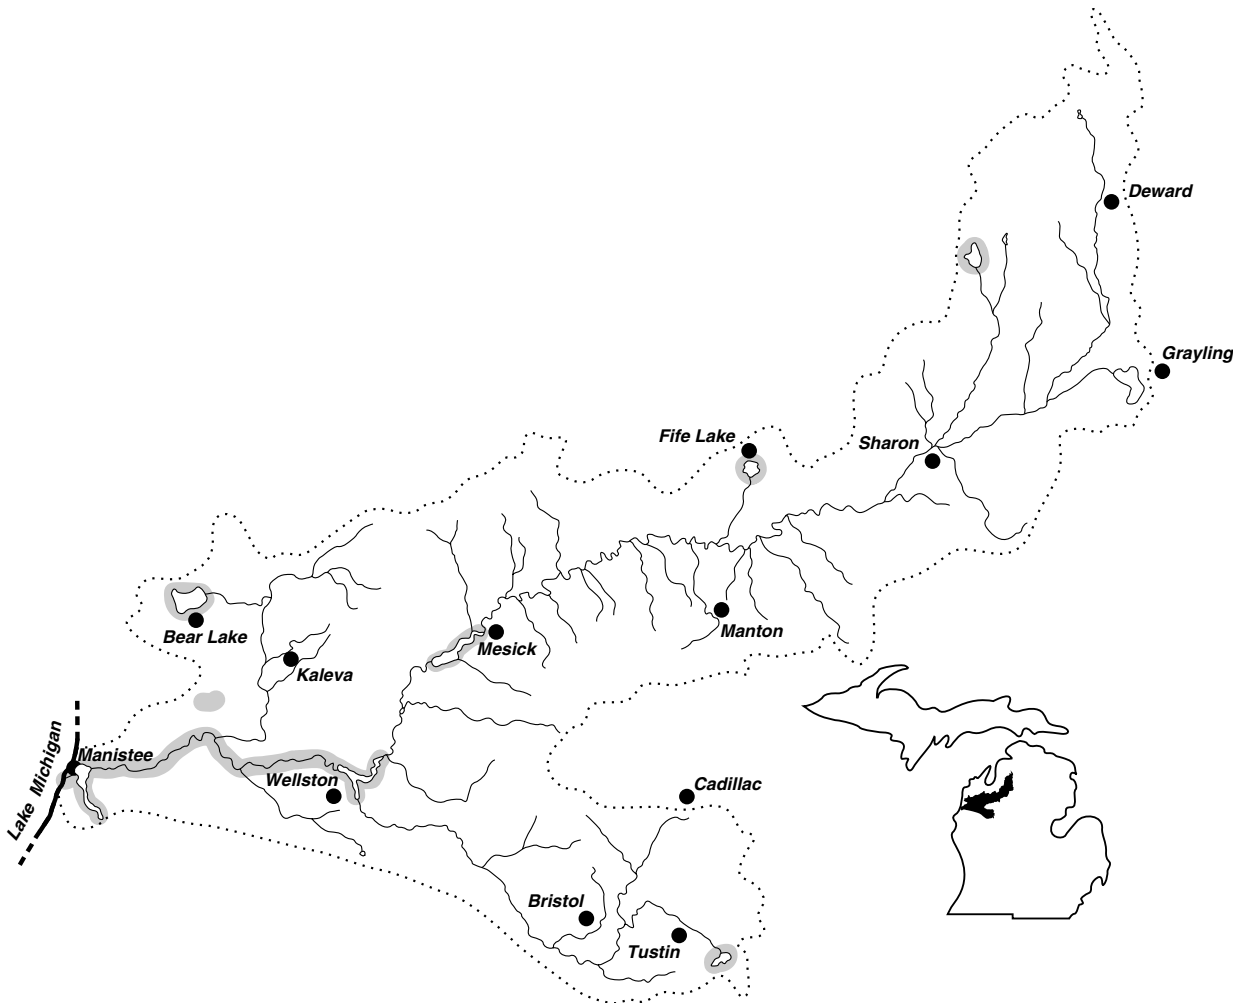 Deward
Grayling
Fife Lake
Sharon
Bear Lake
Manton
Mesick
Kaleva
Lake Michigan
Manistee
Wellston
Cadillac
Bristol
Tustin